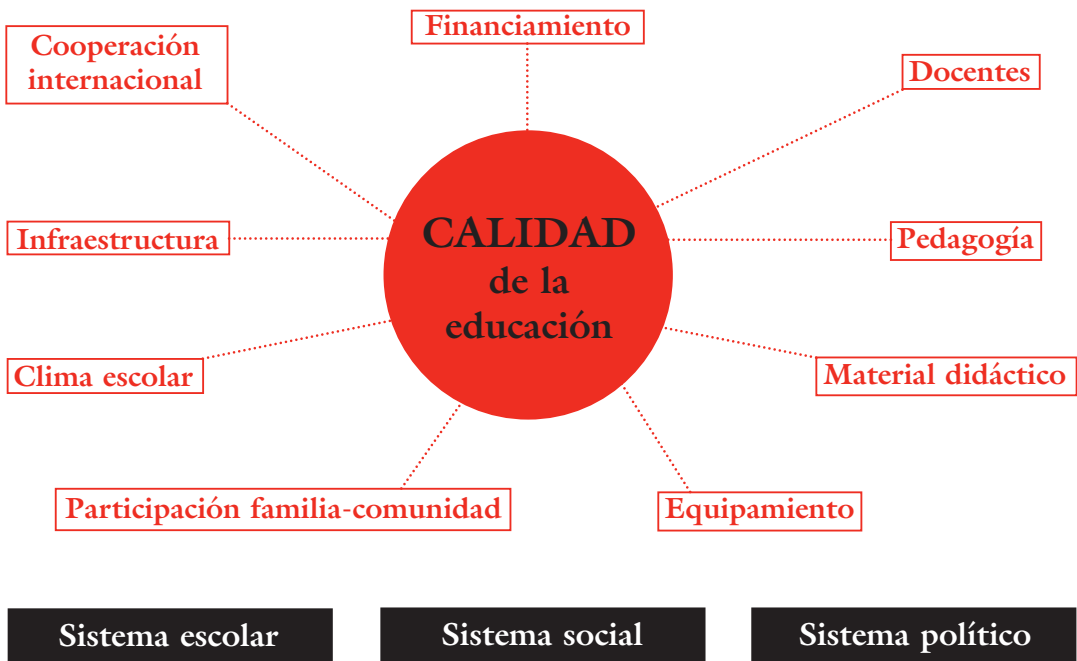 Financiamiento
Cooperación
internacional
Docentes
CALIDAD
de la
educación
Infraestructura
Pedagogía
Clima escolar
Material didáctico
Participación familia-comunidad
Equipamiento
Sistema escolar
Sistema social
Sistema político